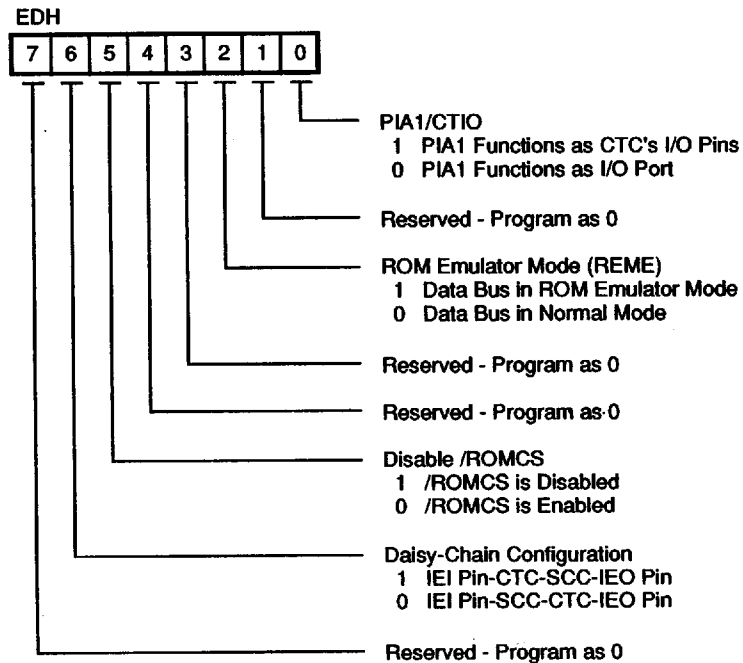 EDH
7 6 5 4 3 2 1 0
PIA1/CTIO
1 PIA1 Functions as CTC's I/O Pins
0 PIA1 Functions as I/O Port
Reserved - Program as 0
ROM Emulator Mode (REME)
1 Data Bus in ROM Emulator Mode
0 Data Bus in Normal Mode
Reserved - Program as 0
Reserved - Program as 0
Disable /ROMCS
1 /ROMCS is Disabled
0 /ROMCS is Enabled
Daisy-Chain Configuration
1 IEI Pin-CTC-SCC-IEO Pin
0 IEI Pin-SCC-CTC-IEO Pin
Reserved - Program as 0